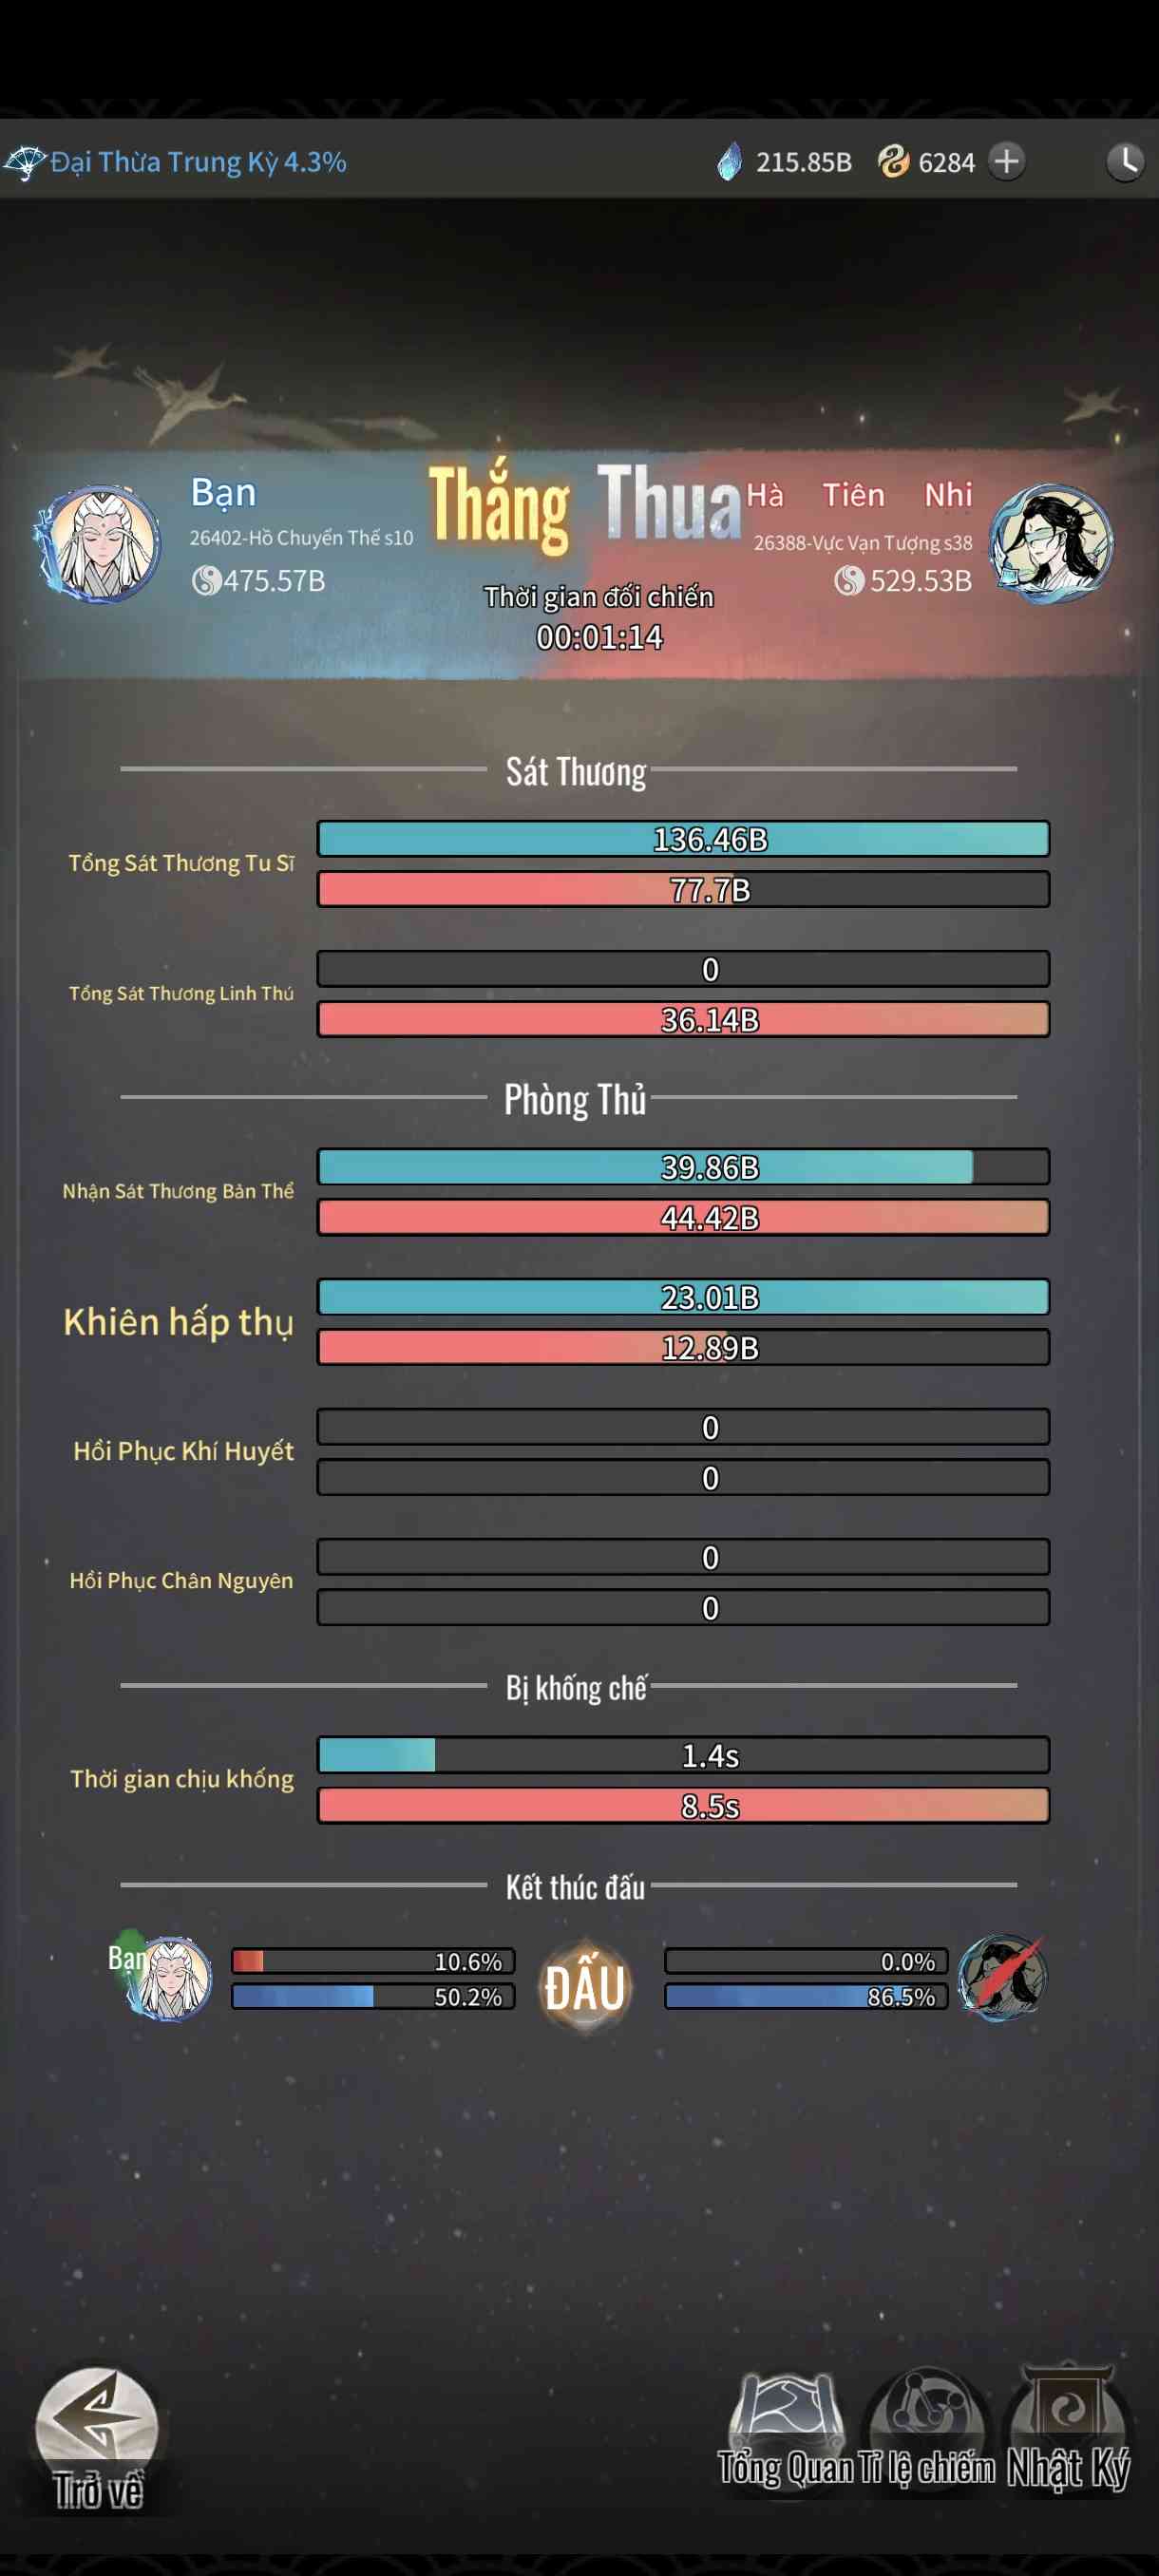 Đại Thừa Trung Kỳ 4.3% 215.85B 6284
Thắng Thua
Bạn Hà Tiên Nhi
26402-Hồ Chuyển Thế s10 26388-Vực Vạn Tượng s38
475.57B 529.53B
Thời gian đối chiến
00:01:14
Sát Thương
Tổng Sát Thương Tu Sĩ
136.46B
77.7B
Tổng Sát Thương Linh Thú
0
36.14B
Phòng Thủ
Nhận Sát Thương Bản Thể
39.86B
44.42B
Khiên hấp thụ
23.01B
12.89B
Hồi Phục Khí Huyết
0
0
Hồi Phục Chân Nguyên
0
0
Bị khống chế
Thời gian chịu khống
1.4s
8.5s
Kết thúc đấu
Bạn 10.6% ĐẤU 0.0%
50.2% 86.5%
Trở về Tổng Quan Tỉ lệ chiếm Nhật Ký